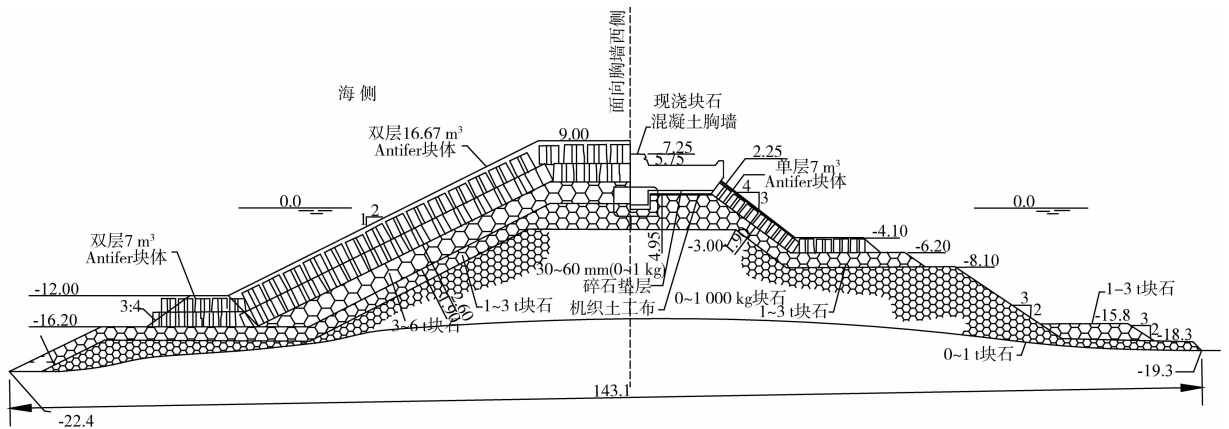 面向胸墙西侧
海 侧
现浇块石
混凝土胸墙
双层16.67 m³
Antifer块体
9.00
7.25
5.75
2.25
单层7 m³
Antifer块体
4
3
0.0
0.0
1
2
双层7 m³
Antifer块体
-4.10
-6.20
-8.10
4.95
-3.00
30~60 mm(0~1 kg)
碎石垫层
机织土工布
0~1 000 kg块石
1~3 t块石
-12.00
3:4
-16.20
2.60
1~3 t块石
3~6 t块石
3
2
1-3 t块石
-15.8
3
2
-18.3
0~1 t块石
-19.3
143.1
-22.4